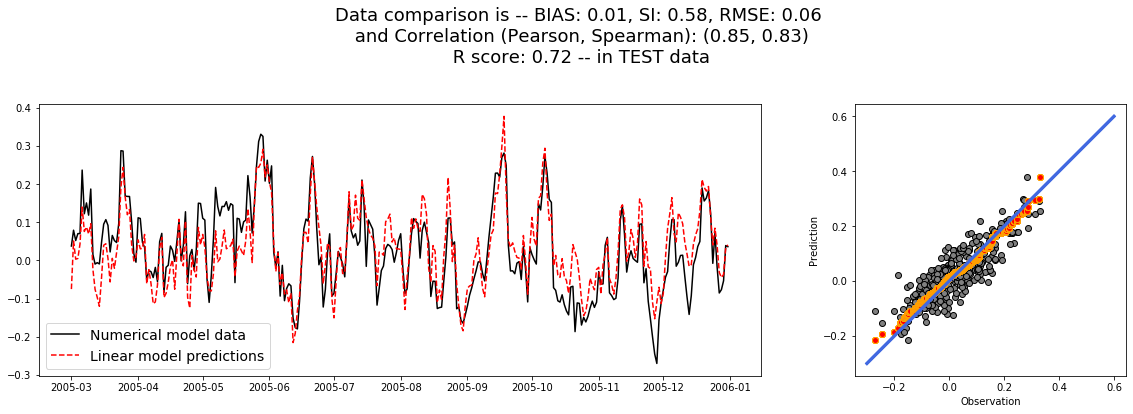 Data comparison is -- BIAS: 0.01, SI: 0.58, RMSE: 0.06
and Correlation (Pearson, Spearman): (0.85, 0.83)
R score: 0.72 -- in TEST data
0.4
0.3
0.2
0.1
0.0
−0.1
−0.2
−0.3
Numerical model data
Linear model predictions
2005-03 2005-04 2005-05 2005-06 2005-07 2005-08 2005-09 2005-10 2005-11 2005-12 2006-01
Prediction
0.6
0.4
0.2
0.0
−0.2
−0.2 0.0 0.2 0.4 0.6
Observation